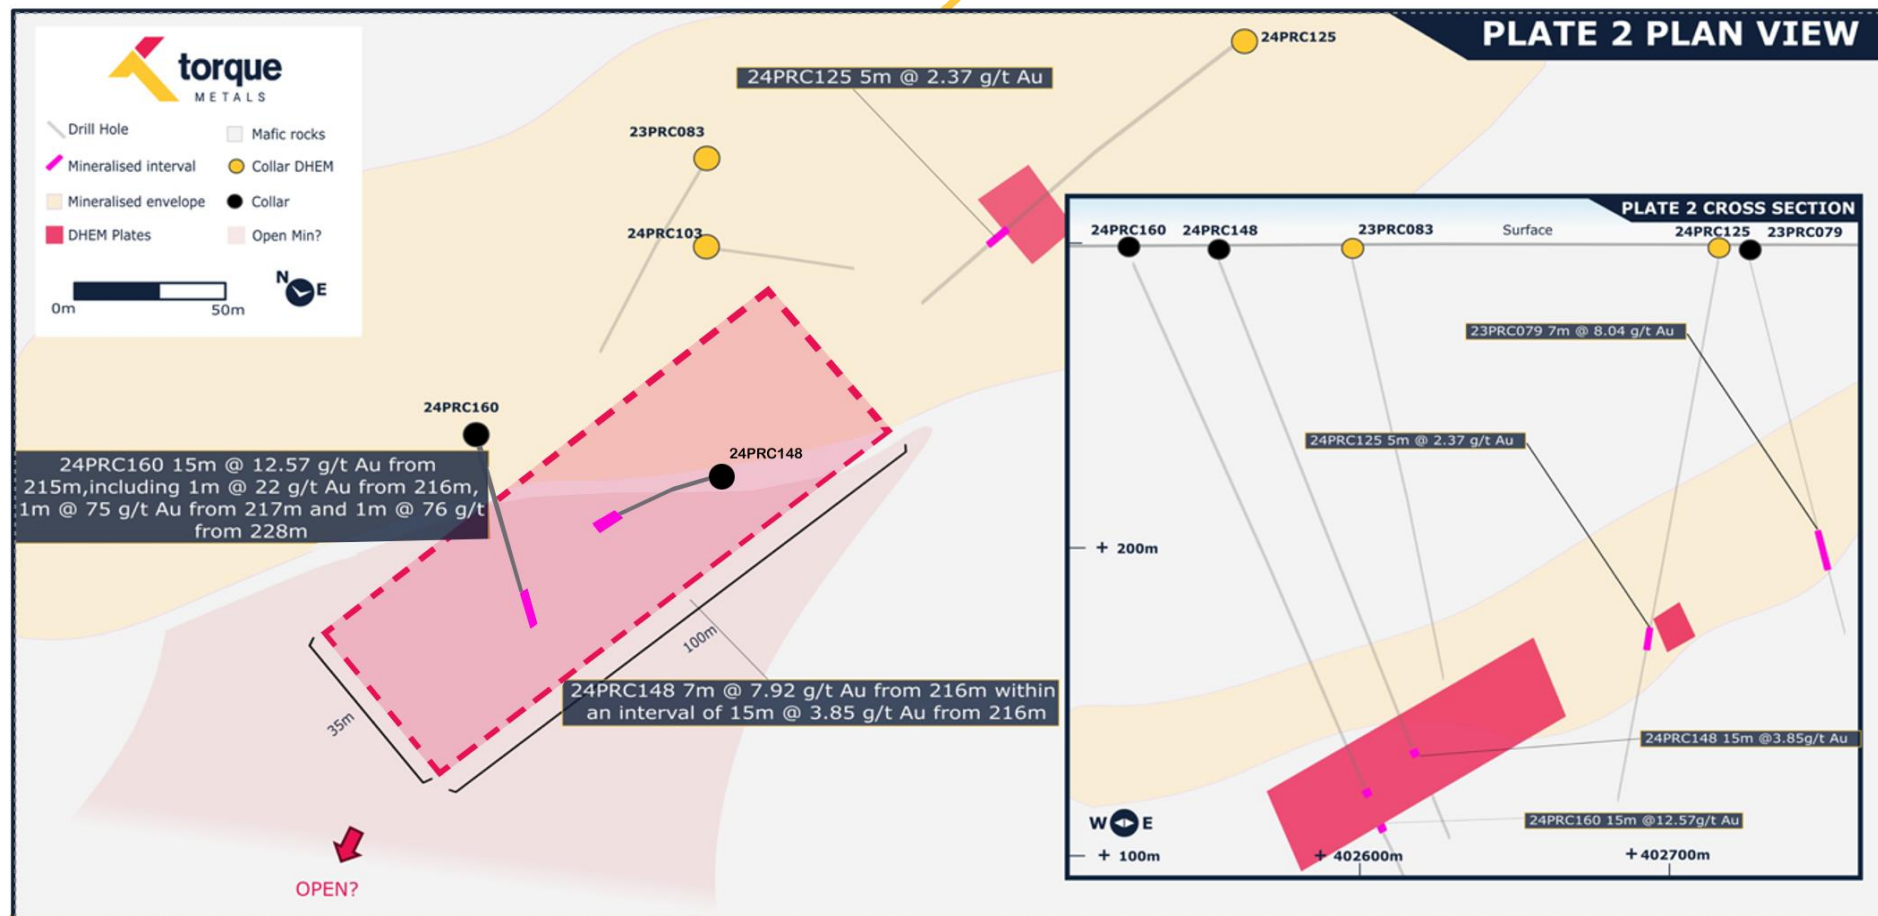 PLATE 2 PLAN VIEW
torque
METALS
Drill Hole
Mafic rocks
Mineralised interval
Collar DHEM
Mineralised envelope
Collar
DHEM Plates
Open Min?
0m
50m
N
E
24PRC125
24PRC125 5m @ 2.37 g/t Au
23PRC083
24PRC103
24PRC160
24PRC160 15m @ 12.57 g/t Au from
215m,including 1m @ 22 g/t Au from 216m,
1m @ 75 g/t Au from 217m and 1m @ 76 g/t
from 228m
24PRC148
100m
35m
24PRC148 7m @ 7.92 g/t Au from 216m within
an interval of 15m @ 3.85 g/t Au from 216m
OPEN?
PLATE 2 CROSS SECTION
24PRC160
24PRC148
23PRC083
Surface
24PRC125
23PRC079
23PRC079 7m @ 8.04 g/t Au
24PRC125 5m @ 2.37 g/t Au
+ 200m
24PRC148 15m @3.85g/t Au
24PRC160 15m @12.57g/t Au
W
E
+ 100m
+ 402600m
+ 402700m